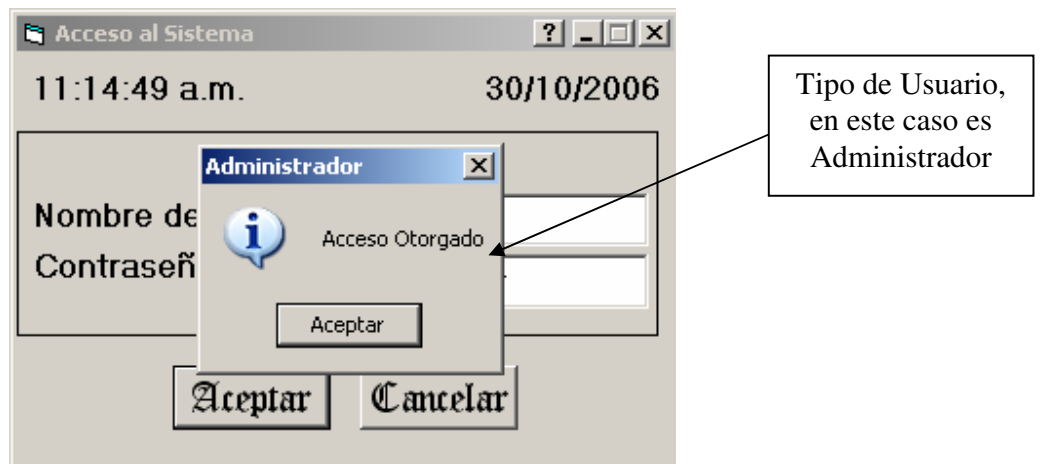 Acceso al Sistema
11:14:49 a.m. 30/10/2006
Tipo de Usuario,
en este caso es
Administrador
Administrador
Nombre de
Acceso Otorgado
Contraseñ
Aceptar
Aceptar Cancelar